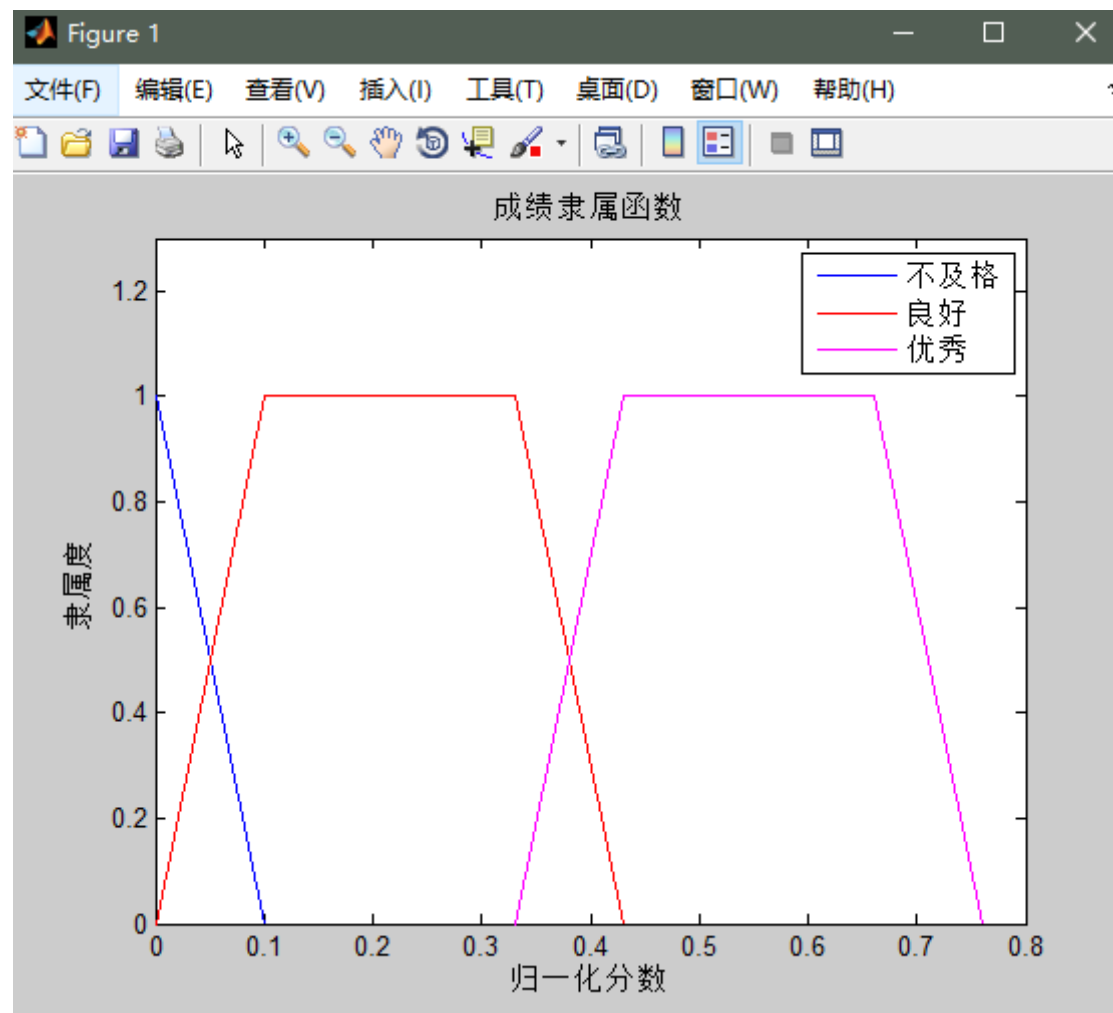 Figure 1
文件(F) 编辑(E) 查看(V) 插入(I) 工具(T) 桌面(D) 窗口(W) 帮助(H)
成绩隶属函数
不及格
良好
优秀
1.2
1
0.8
0.6
0.4
0.2
0
隶属度
0 0.1 0.2 0.3 0.4 0.5 0.6 0.7 0.8
归一化分数